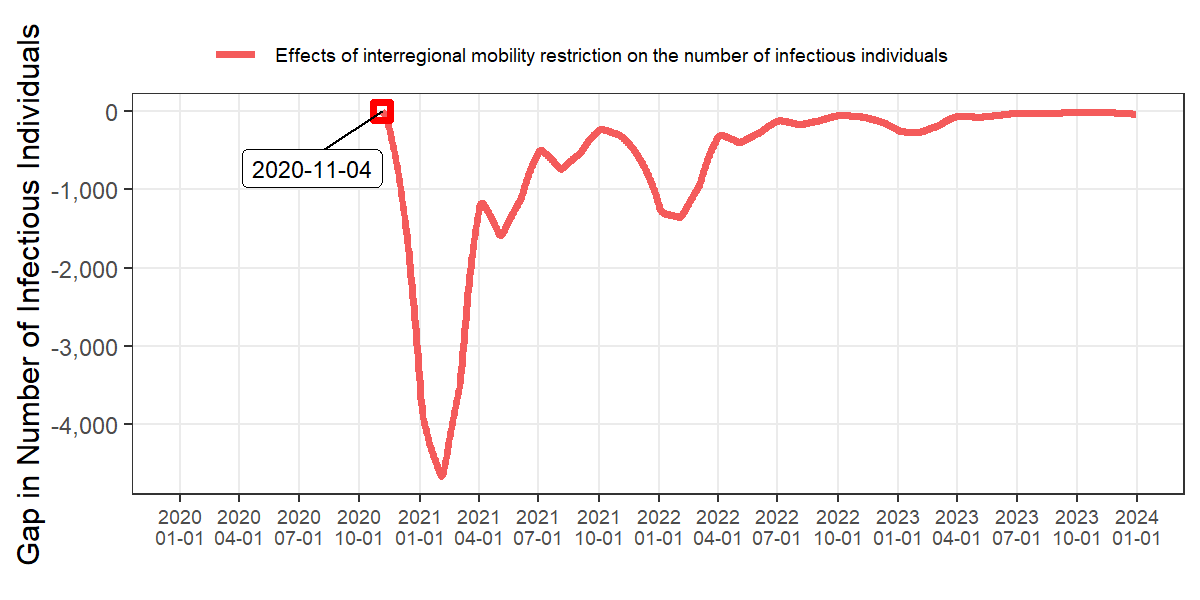 Effects of interregional mobility restriction on the number of infectious individuals
Gap in Number of Infectious Individuals
0
-1,000
-2,000
-3,000
-4,000
2020-11-04
2020 2020 2020 2020 2021 2021 2021 2021 2022 2022 2022 2022 2023 2023 2023 2023 2024
01-01 04-01 07-01 10-01 01-01 04-01 07-01 10-01 01-01 04-01 07-01 10-01 01-01 04-01 07-01 10-01 01-01